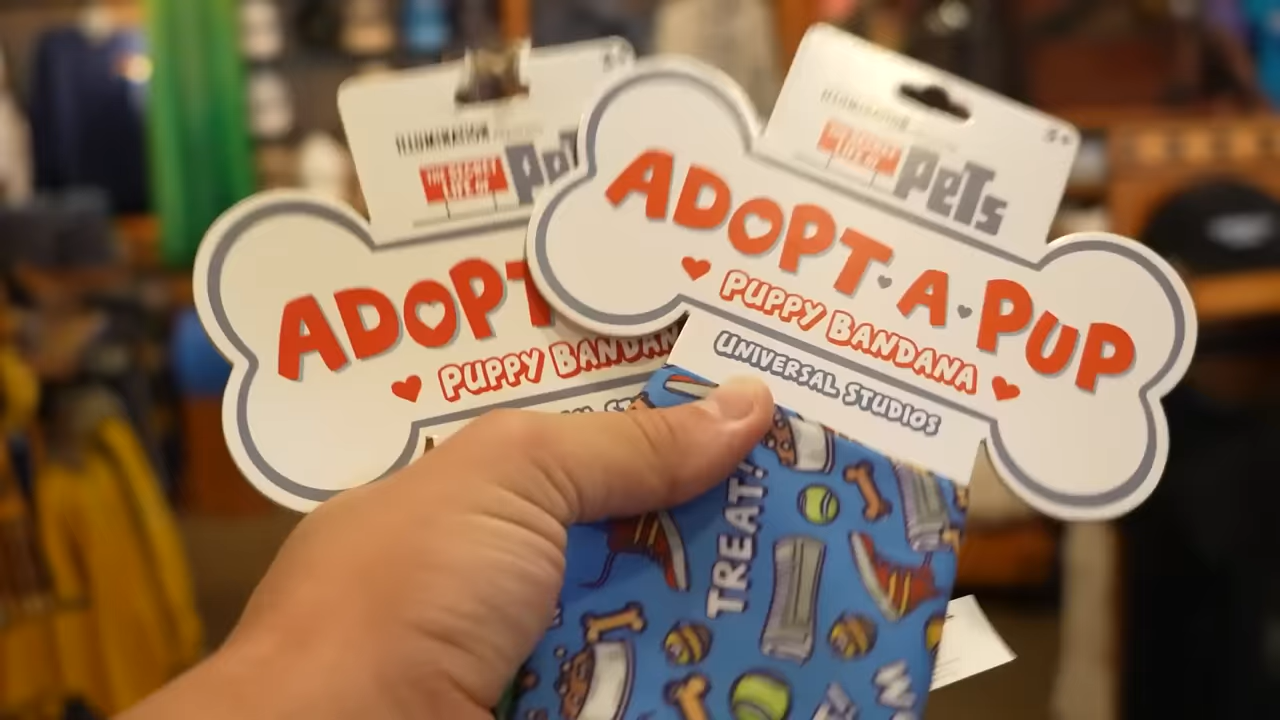 ILLUMINATION
THE SECRET
LIFE OF
PETS
ADOPT
PUPPY BANDANA
ILLUMINATION
THE SECRET
LIFE OF
PeTs
ADOPT·A·PUP
PUPPY BANDANA
UNIVERSAL STUDIOS
TREAT!